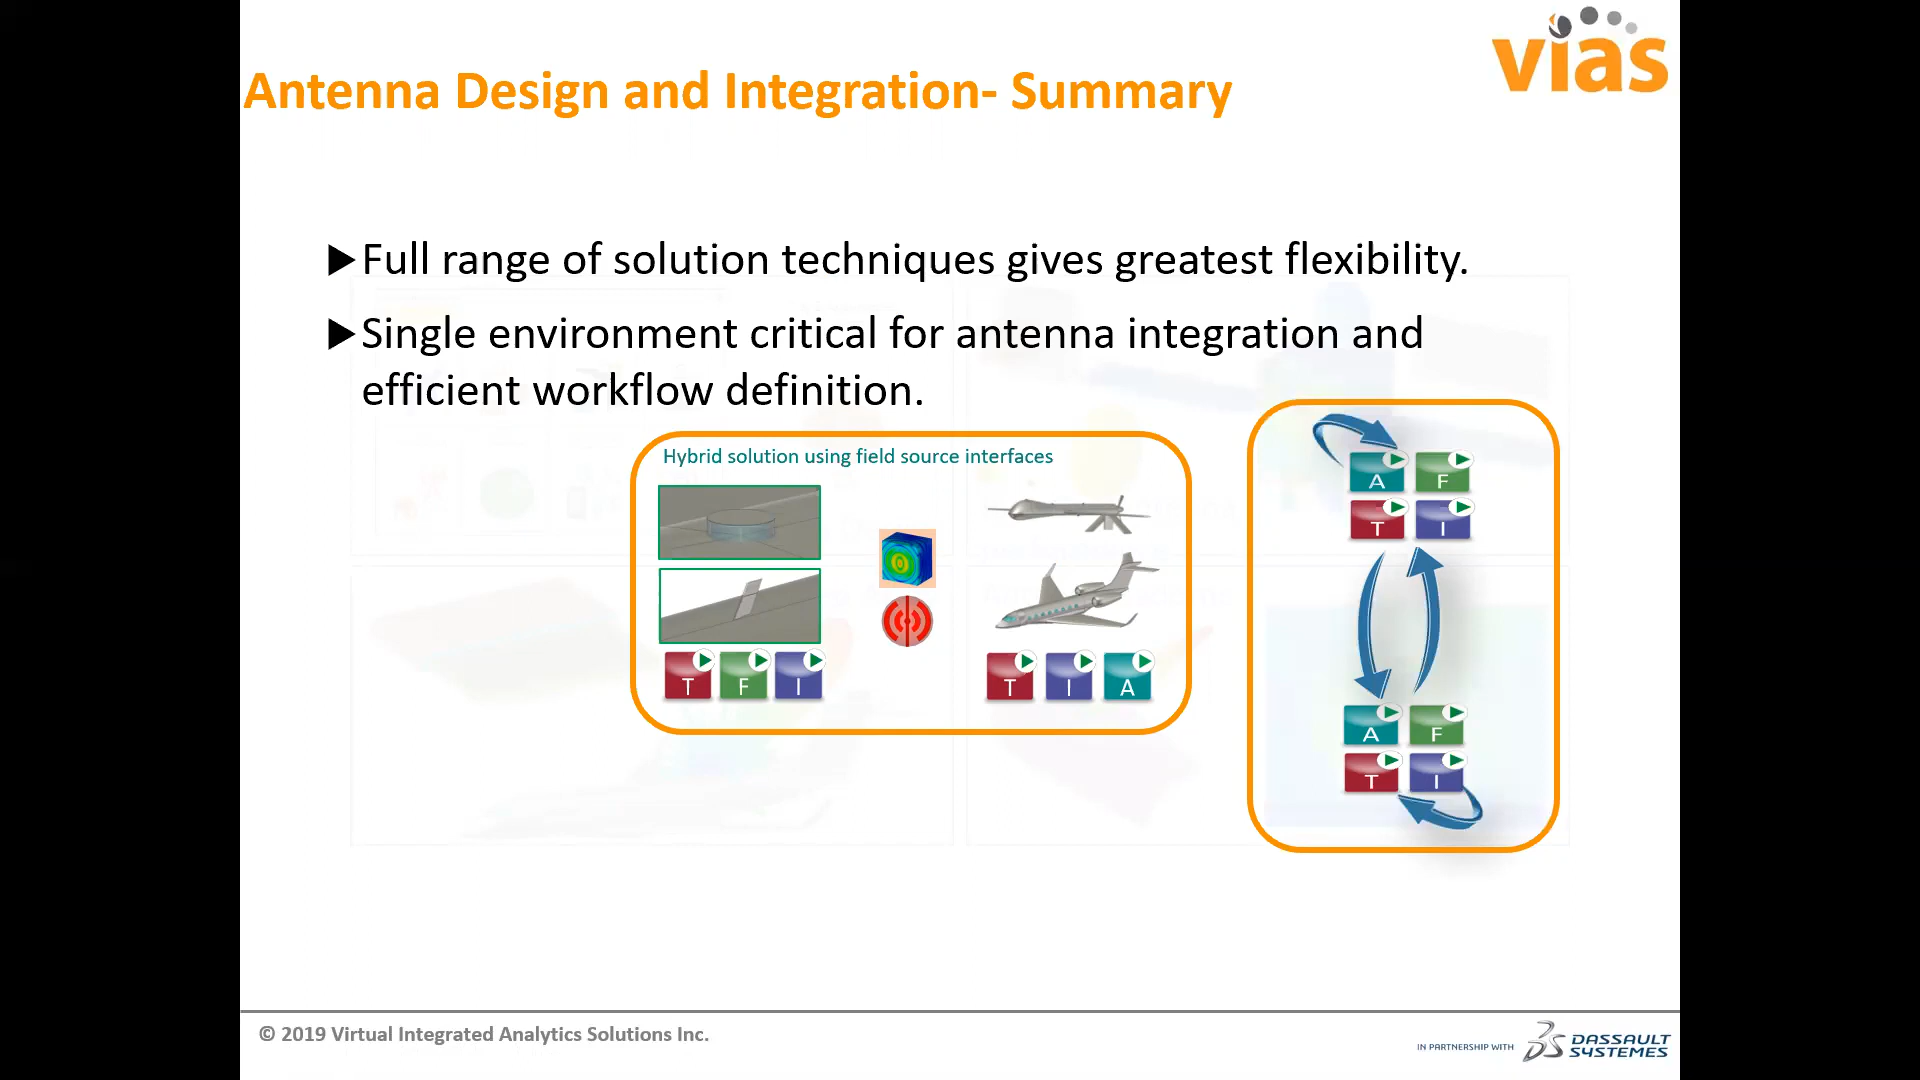 vias
Antenna Design and Integration- Summary
Full range of solution techniques gives greatest flexibility.
Single environment critical for antenna integration and
efficient workflow definition.
Hybrid solution using field source interfaces
T F I
T I A
A F
T I
A F
T I
© 2019 Virtual Integrated Analytics Solutions Inc.
IN PARTNERSHIP WITH
DASSAULT
SYSTEMES